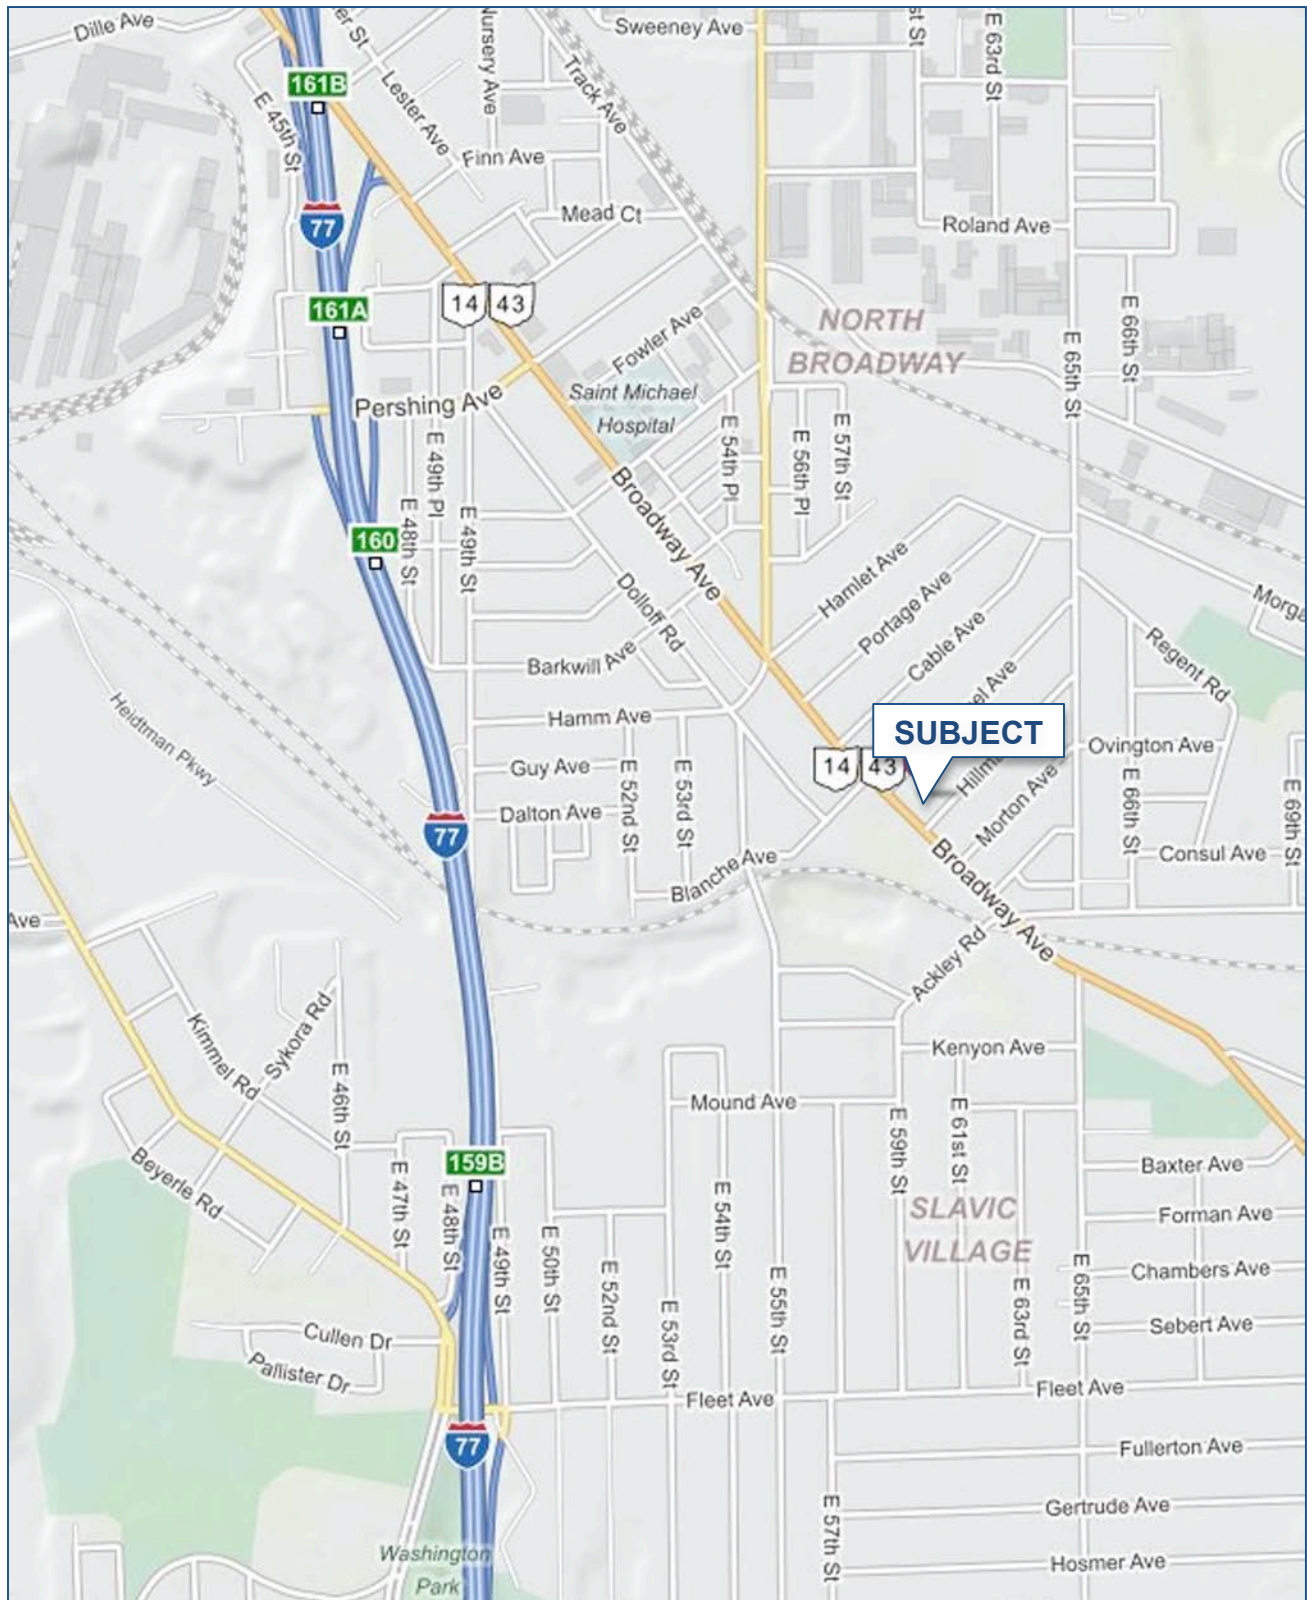 Dille Ave
Sweeney Ave
E 63rd St
161B
Nursery Ave
Track Ave
Lester Ave
E 45th St
Finn Ave
77
Mead Ct
Roland Ave
161A
14
43
NORTH
BROADWAY
E 66th St
E 65th St
Fowler Ave
Saint Michael
Hospital
Pershing Ave
E 49th Pl
E 54th Pl
E 56th Pl
E 57th St
Broadway Ave
E 48th St
E 49th St
160
Hamlet Ave
Portage Ave
Cable Ave
Dolloff Rd
Barkwill Ave
Regent Rd
Heidtman Pkwy
Hamm Ave
SUBJECT
14
43
Guy Ave
E 52nd St
E 53rd St
Ovington Ave
Morton Ave
E 66th St
E 69th St
Dalton Ave
77
Blanche Ave
Consul Ave
Broadway Ave
Ave
Ackley Rd
Kimmel Rd
Sykora Rd
E 46th St
Kenyon Ave
Mound Ave
E 59th St
E 61st St
Beyerle Rd
159B
E 47th St
E 48th St
E 49th St
E 50th St
E 52nd St
E 53rd St
E 54th St
E 55th St
SLAVIC
VILLAGE
E 63rd St
E 65th St
Baxter Ave
Forman Ave
Chambers Ave
Sebert Ave
Cullen Dr
Pallister Dr
Fleet Ave
Fleet Ave
77
Fullerton Ave
E 57th St
Gertrude Ave
Hosmer Ave
Washington
Park